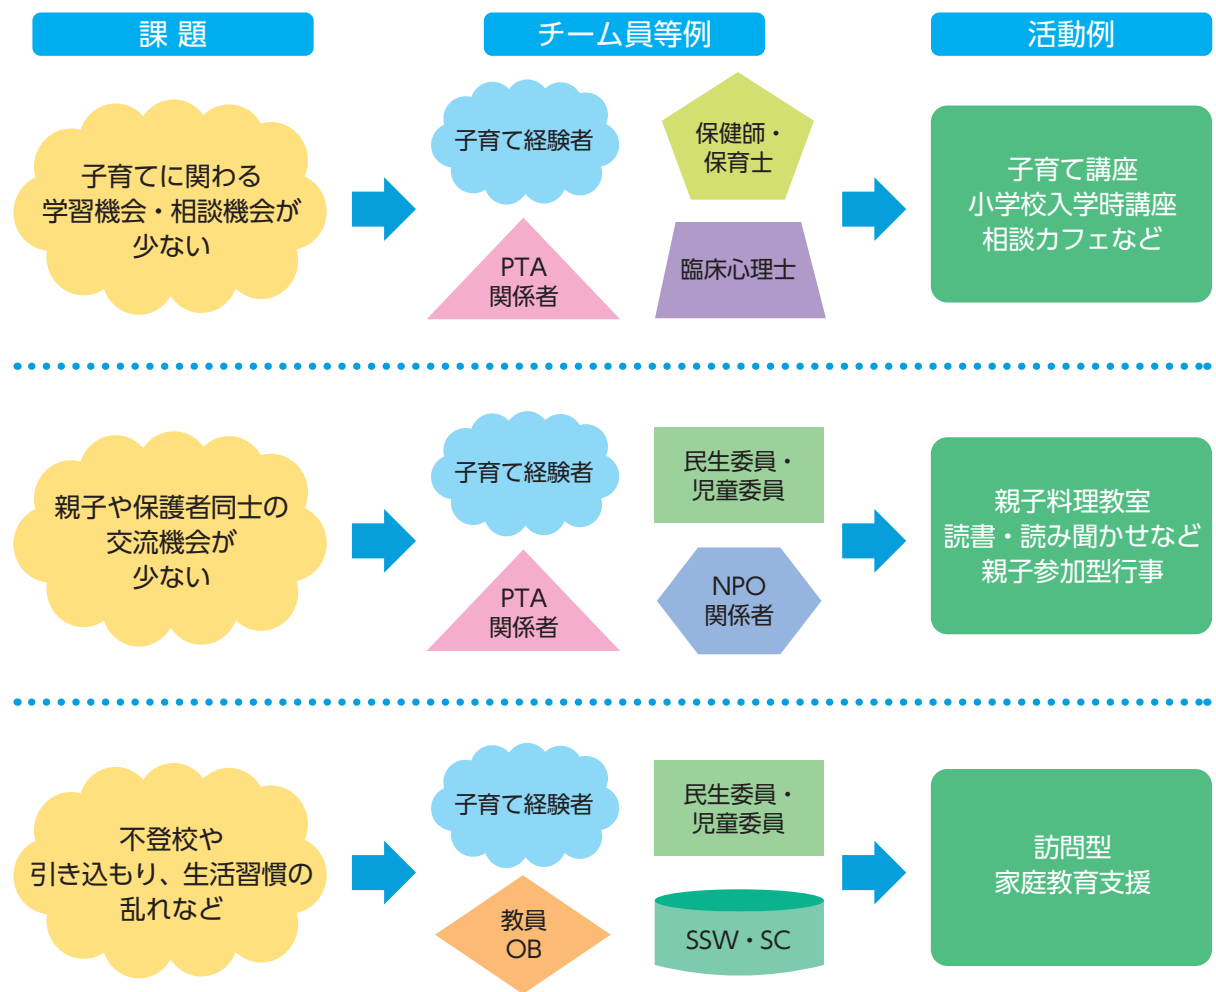 課 題
チーム員等例
活動例
子育てに関わる
学習機会・相談機会が
少ない
子育て経験者
保健師・
保育士
PTA
関係者
臨床心理士
子育て講座
小学校入学時講座
相談カフェなど
親子や保護者同士の
交流機会が
少ない
子育て経験者
民生委員・
児童委員
PTA
関係者
NPO
関係者
親子料理教室
読書・読み聞かせなど
親子参加型行事
不登校や
引き込もり、生活習慣の
乱れなど
子育て経験者
民生委員・
児童委員
教員
OB
SSW・SC
訪問型
家庭教育支援